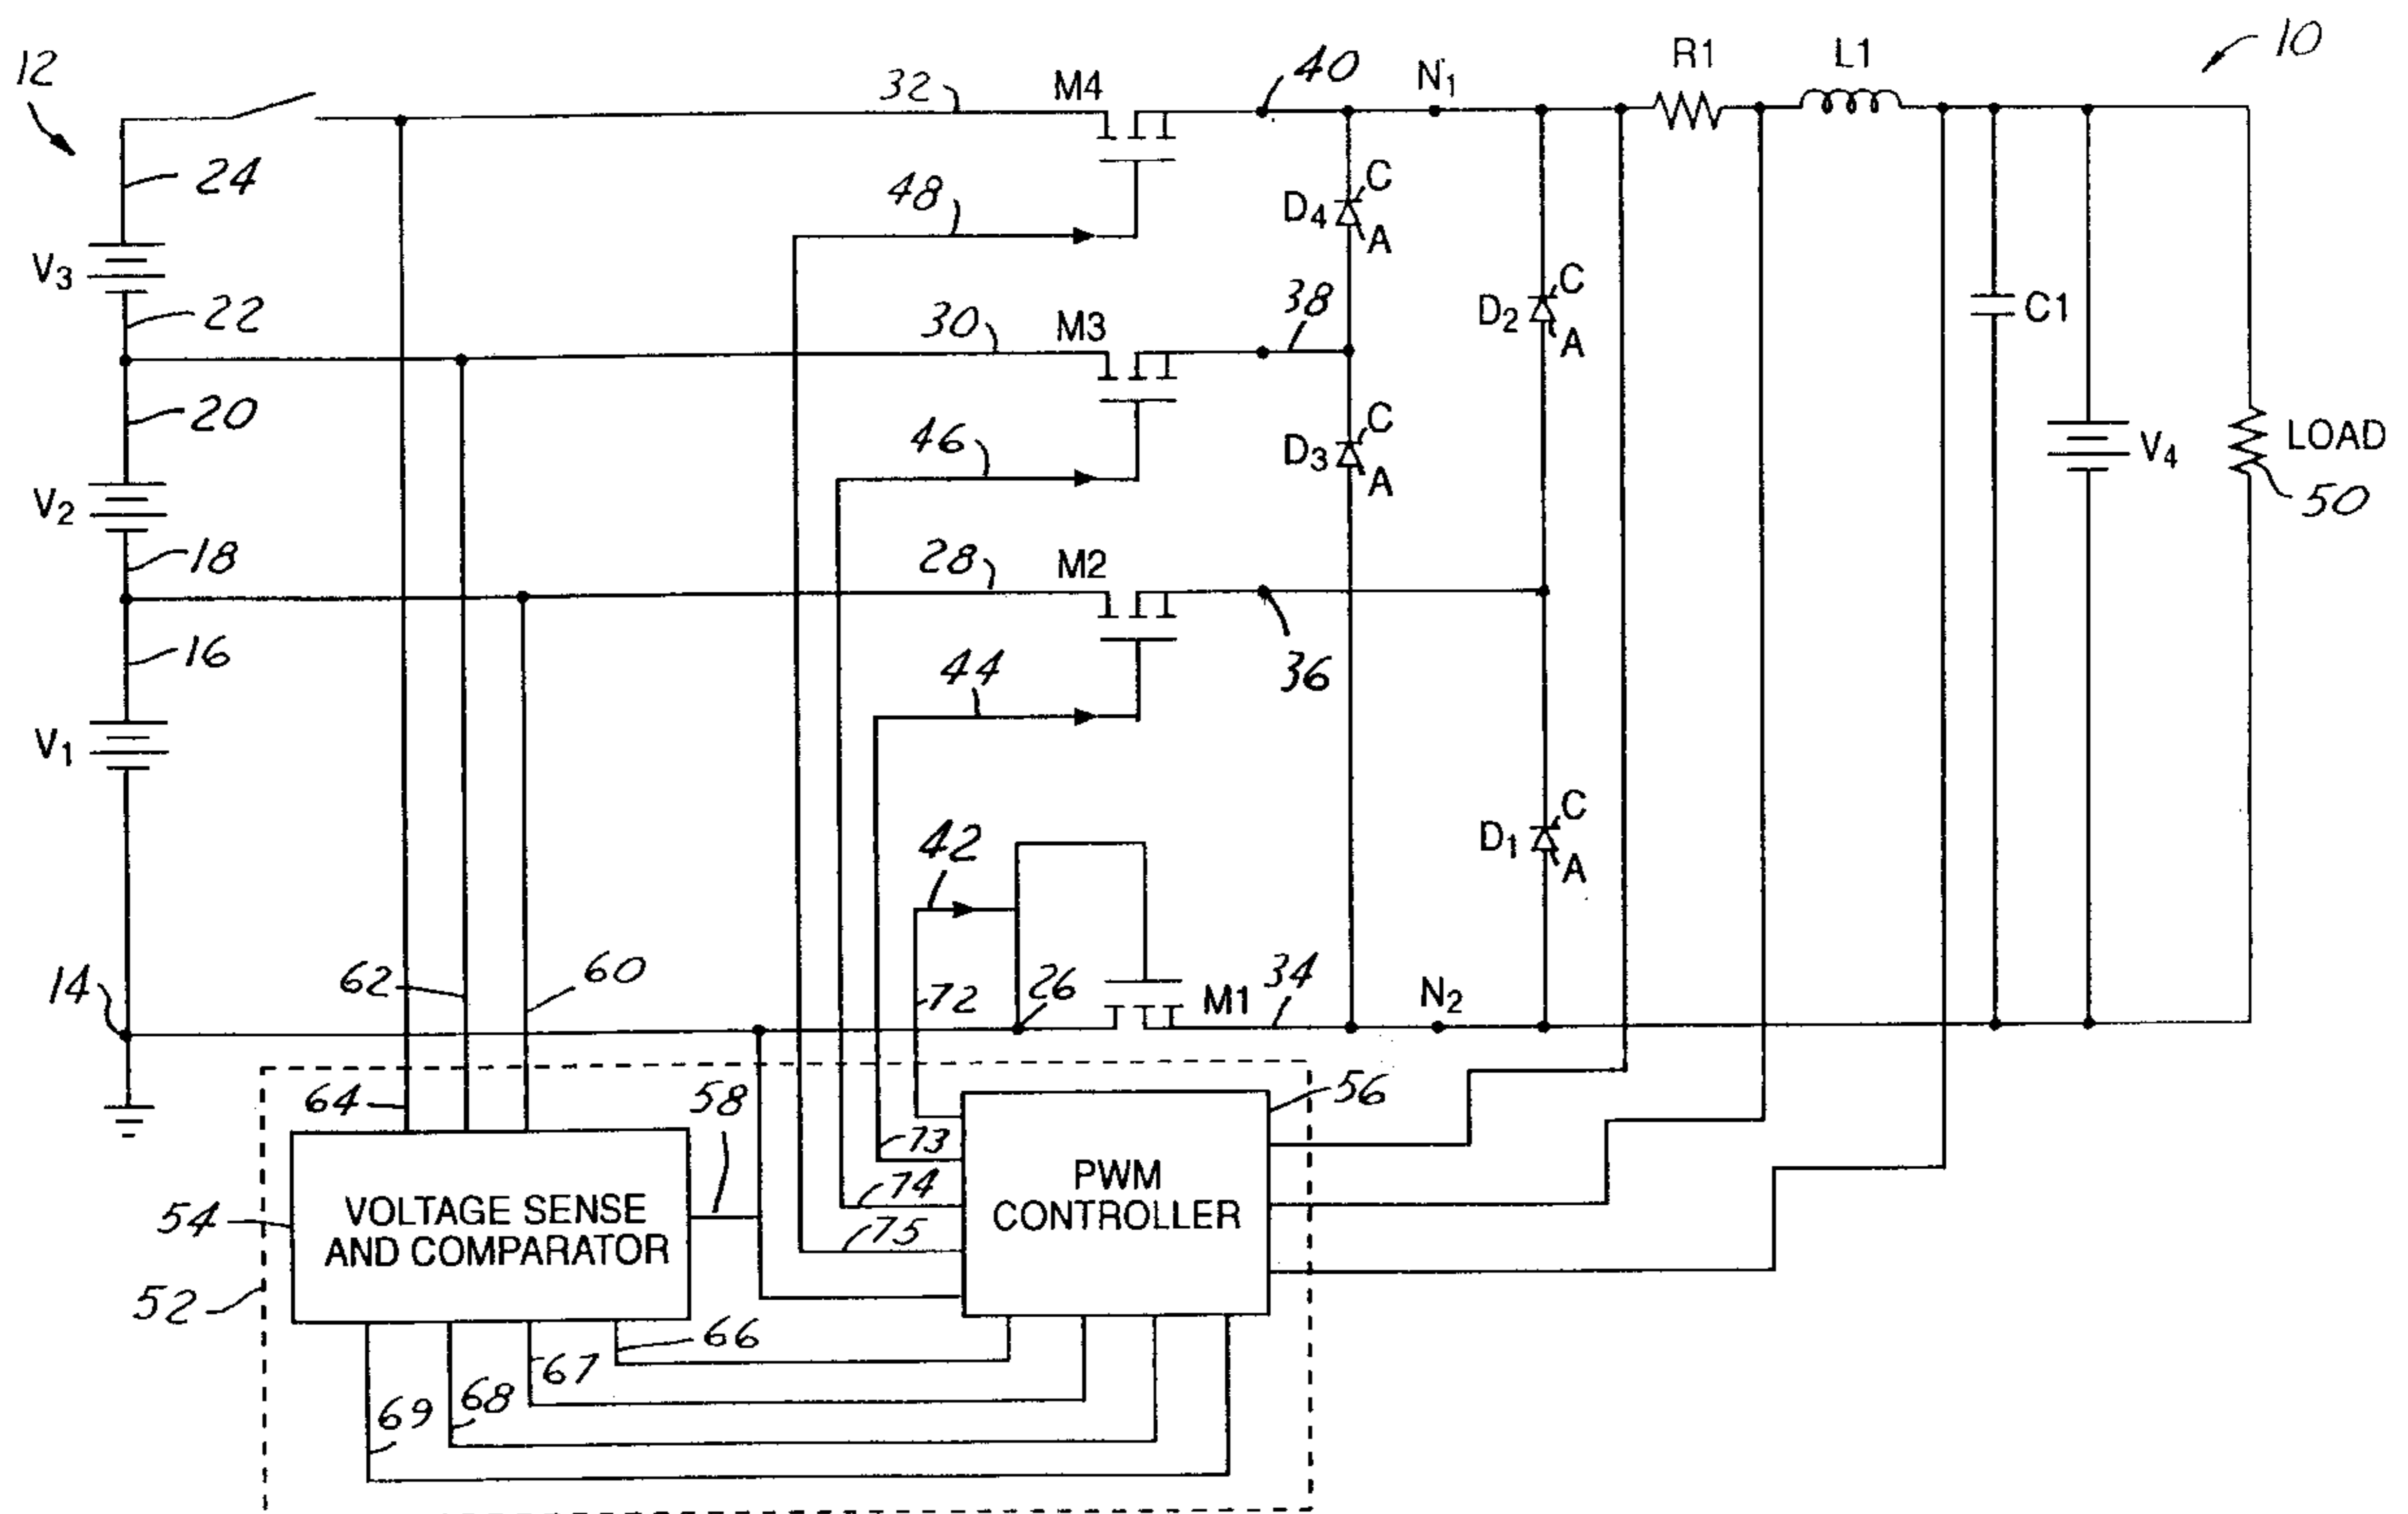 12
24
V3
22
20
V2
18
16
V1
14
32
M4
40
N1
R1
L1
10
48
D4
C
A
30
M3
38
D2
C
A
C1
46
D3
C
A
V4
LOAD
50
28
M2
36
44
42
D1
C
A
62
60
72
26
M1
34
N2
64
58
56
73
74
75
54
VOLTAGE SENSE
AND COMPARATOR
PWM
CONTROLLER
52
66
67
68
69